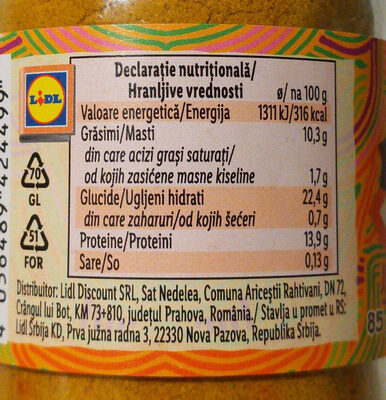 Declarație nutrițională/
Hranljive vrednosti
ø/na 100 g
Valoare energetică/Energija 1311 kJ/316 kcal
Grăsimi/Masti 10,3 g
din care acizi grași saturați/
od kojih zasićene masne kiseline 1,7 g
Glucide/Ugljeni hidrati 22,4 g
din care zaharuri/od kojih šećeri 0,7 g
Proteine/Proteini 13,9 g
Sare/So 0,13 g
Distribuitor: Lidl Discount SRL, Sat Nedelea, Comuna Ariceștii Rahtivani, DN 72,
Crângul lui Bot, KM 73+810, județul Prahova, România./ Stavlja u promet u RS:
Lidl Srbija KD, Prva južna radna 3, 22330 Nova Pazova, Republika Srbija.
LIDL
70
GL
51
FOR
85